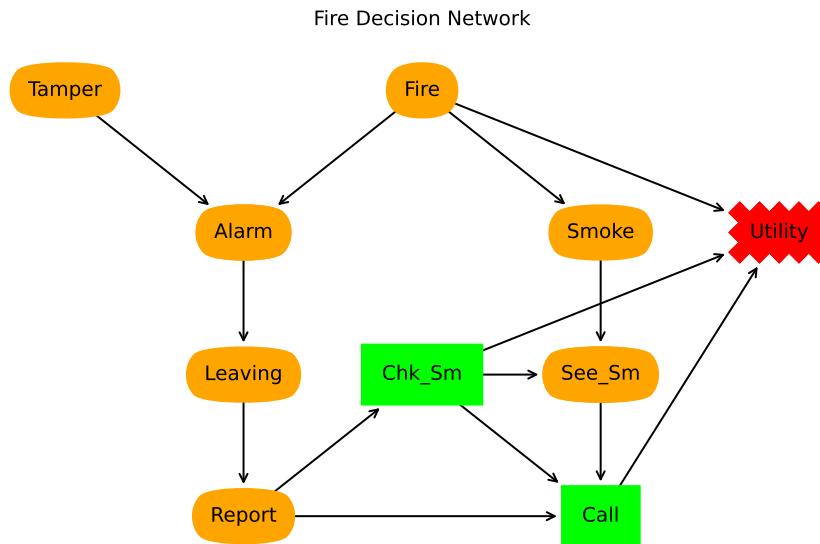 Fire Decision Network
Tamper
Fire
Alarm
Smoke
Utility
Leaving
Chk_Sm
See_Sm
Report
Call